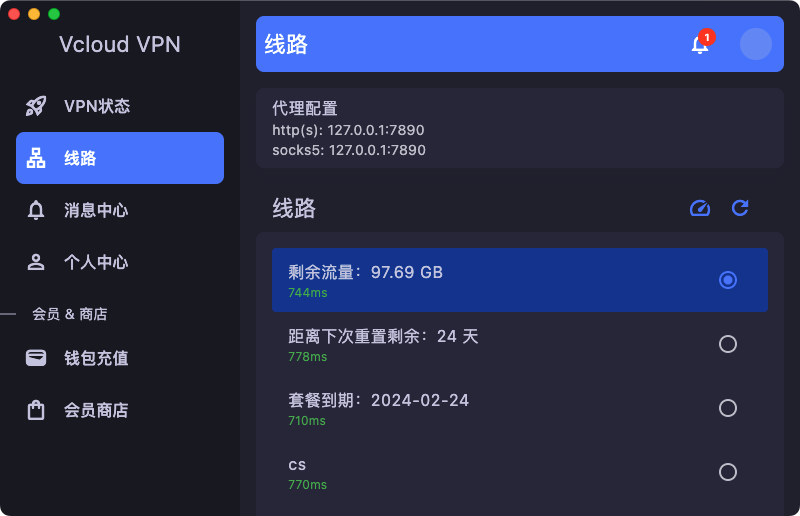 Vcloud VPN
VPN状态
线路
消息中心
个人中心
会员 & 商店
钱包充值
会员商店
线路
1
代理配置
http(s): 127.0.0.1:7890
socks5: 127.0.0.1:7890
线路
剩余流量：97.69 GB
744ms
距离下次重置剩余：24 天
778ms
套餐到期：2024-02-24
710ms
cs
770ms